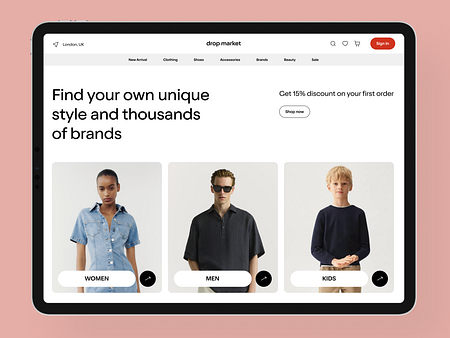 London, UK
drop market
Sign in
New Arrival Clothing Shoes Accessories Brands Beauty Sale
Find your own unique
style and thousands
of brands
Get 15% discount on your first order
Shop now
WOMEN
MEN
KIDS